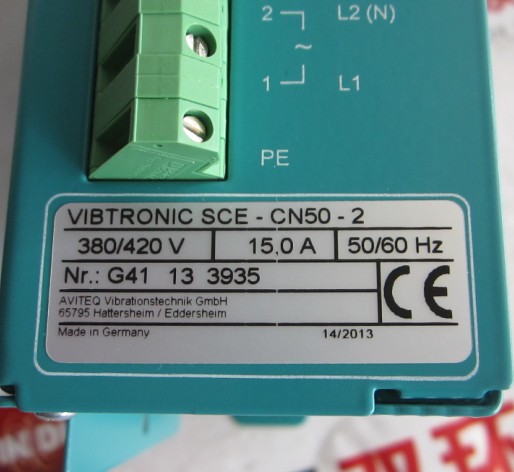 2 L2 (N)
~
1 L1
PE
VIBTRONIC SCE - CN50 - 2
380/420 V 15,0 A 50/60 Hz
Nr.: G41 13 3935
CE
AVITEQ Vibrationstechnik GmbH
65795 Hattersheim / Eddersheim
Made in Germany 14/2013